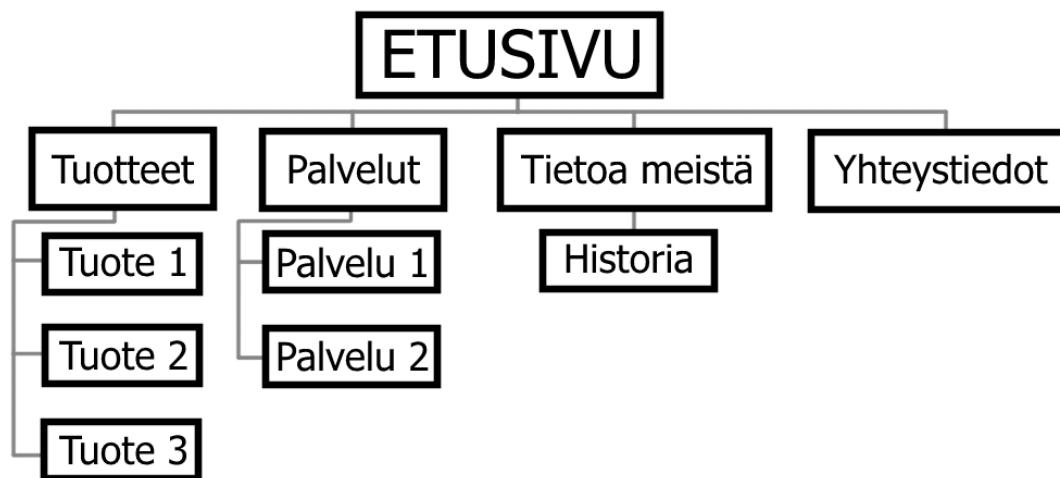 ETUSIVU
Tuotteet
Palvelut
Tietoa meistä
Yhteystiedot
Tuote 1
Palvelu 1
Historia
Tuote 2
Palvelu 2
Tuote 3